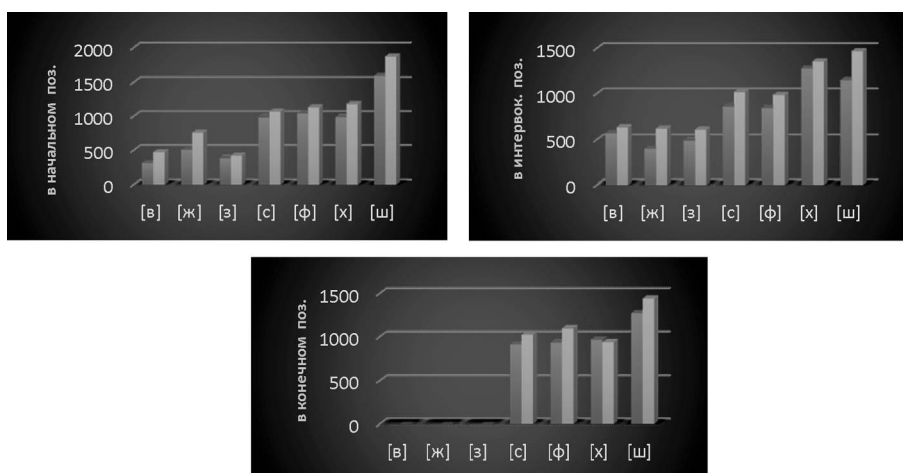 в начальном поз.
2000
1500
1000
500
0
[в] [ж] [з] [с] [ф] [х] [ш]
в интервок. поз.
1500
1000
500
0
[в] [ж] [з] [с] [ф] [х] [ш]
в конечном поз.
1500
1000
500
0
[в] [ж] [з] [с] [ф] [х] [ш]